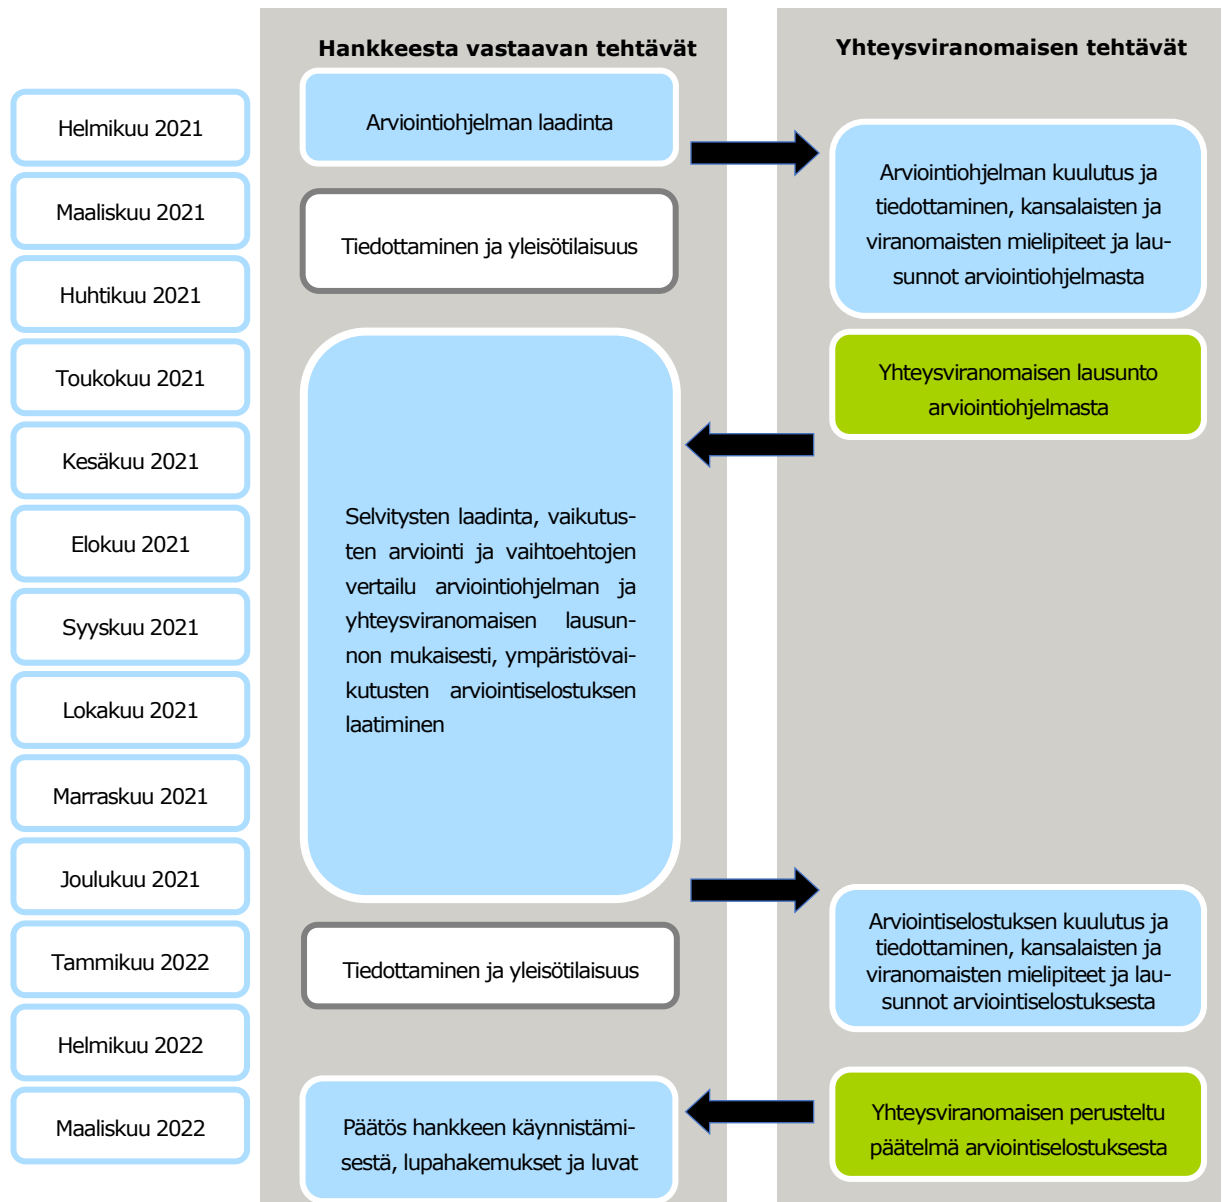 Hankkeesta vastaavan tehtävät
Yhteysviranomaisen tehtävät
Helmikuu 2021
Maaliskuu 2021
Huhtikuu 2021
Toukokuu 2021
Kesäkuu 2021
Elokuu 2021
Syyskuu 2021
Lokakuu 2021
Marraskuu 2021
Joulukuu 2021
Tammikuu 2022
Helmikuu 2022
Maaliskuu 2022
Arviointiohjelman laadinta
Tiedottaminen ja yleisötilaisuus
Selvitysten laadinta, vaikutus-
ten arviointi ja vaihtoehtojen
vertailu arviointiohjelman ja
yhteysviranomaisen lausun-
non mukaisesti, ympäristövai-
kutusten arviointiselostuksen
laatiminen
Tiedottaminen ja yleisötilaisuus
Päätös hankkeen käynnistämi-
sestä, lupahakemukset ja luvat
Arviointiohjelman kuulutus ja
tiedottaminen, kansalaisten ja
viranomaisten mielipiteet ja lau-
sunnot arviointiohjelmasta
Yhteysviranomaisen lausunto
arviointiohjelmasta
Arviointiselostuksen kuulutus ja
tiedottaminen, kansalaisten ja
viranomaisten mielipiteet ja lau-
sunnot arviointiselostuksesta
Yhteysviranomaisen perusteltu
päätelmä arviointiselostuksesta